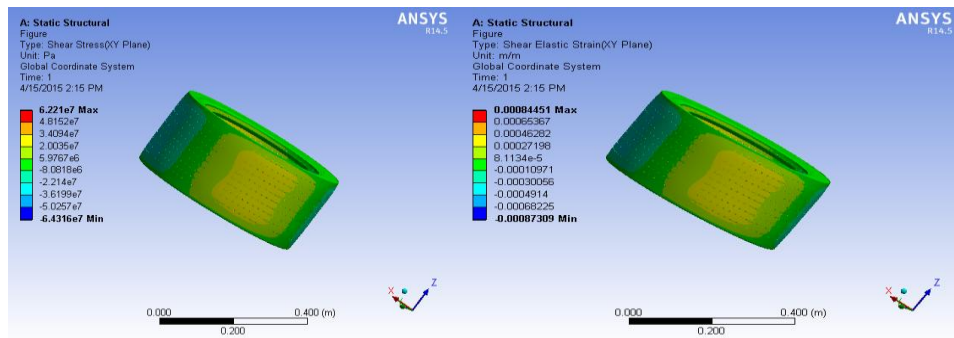 A: Static Structural
Figure
Type: Shear Stress(XY Plane)
Unit: Pa
Global Coordinate System
Time: 1
4/15/2015 2:15 PM
6.221e7 Max
4.8152e7
3.4094e7
2.0035e7
5.9767e6
-8.0818e6
-2.214e7
-3.6199e7
-5.0257e7
-6.4316e7 Min
ANSYS
R14.5
X
Z
0.000
0.400 (m)
0.200
A: Static Structural
Figure
Type: Shear Elastic Strain(XY Plane)
Unit: m/m
Global Coordinate System
Time: 1
4/15/2015 2:15 PM
0.00084451 Max
0.00065367
0.00046282
0.00027198
8.1134e-5
-0.00010971
-0.00030056
-0.0004914
-0.00068225
-0.00087309 Min
ANSYS
R14.5
X
Z
0.000
0.400 (m)
0.200